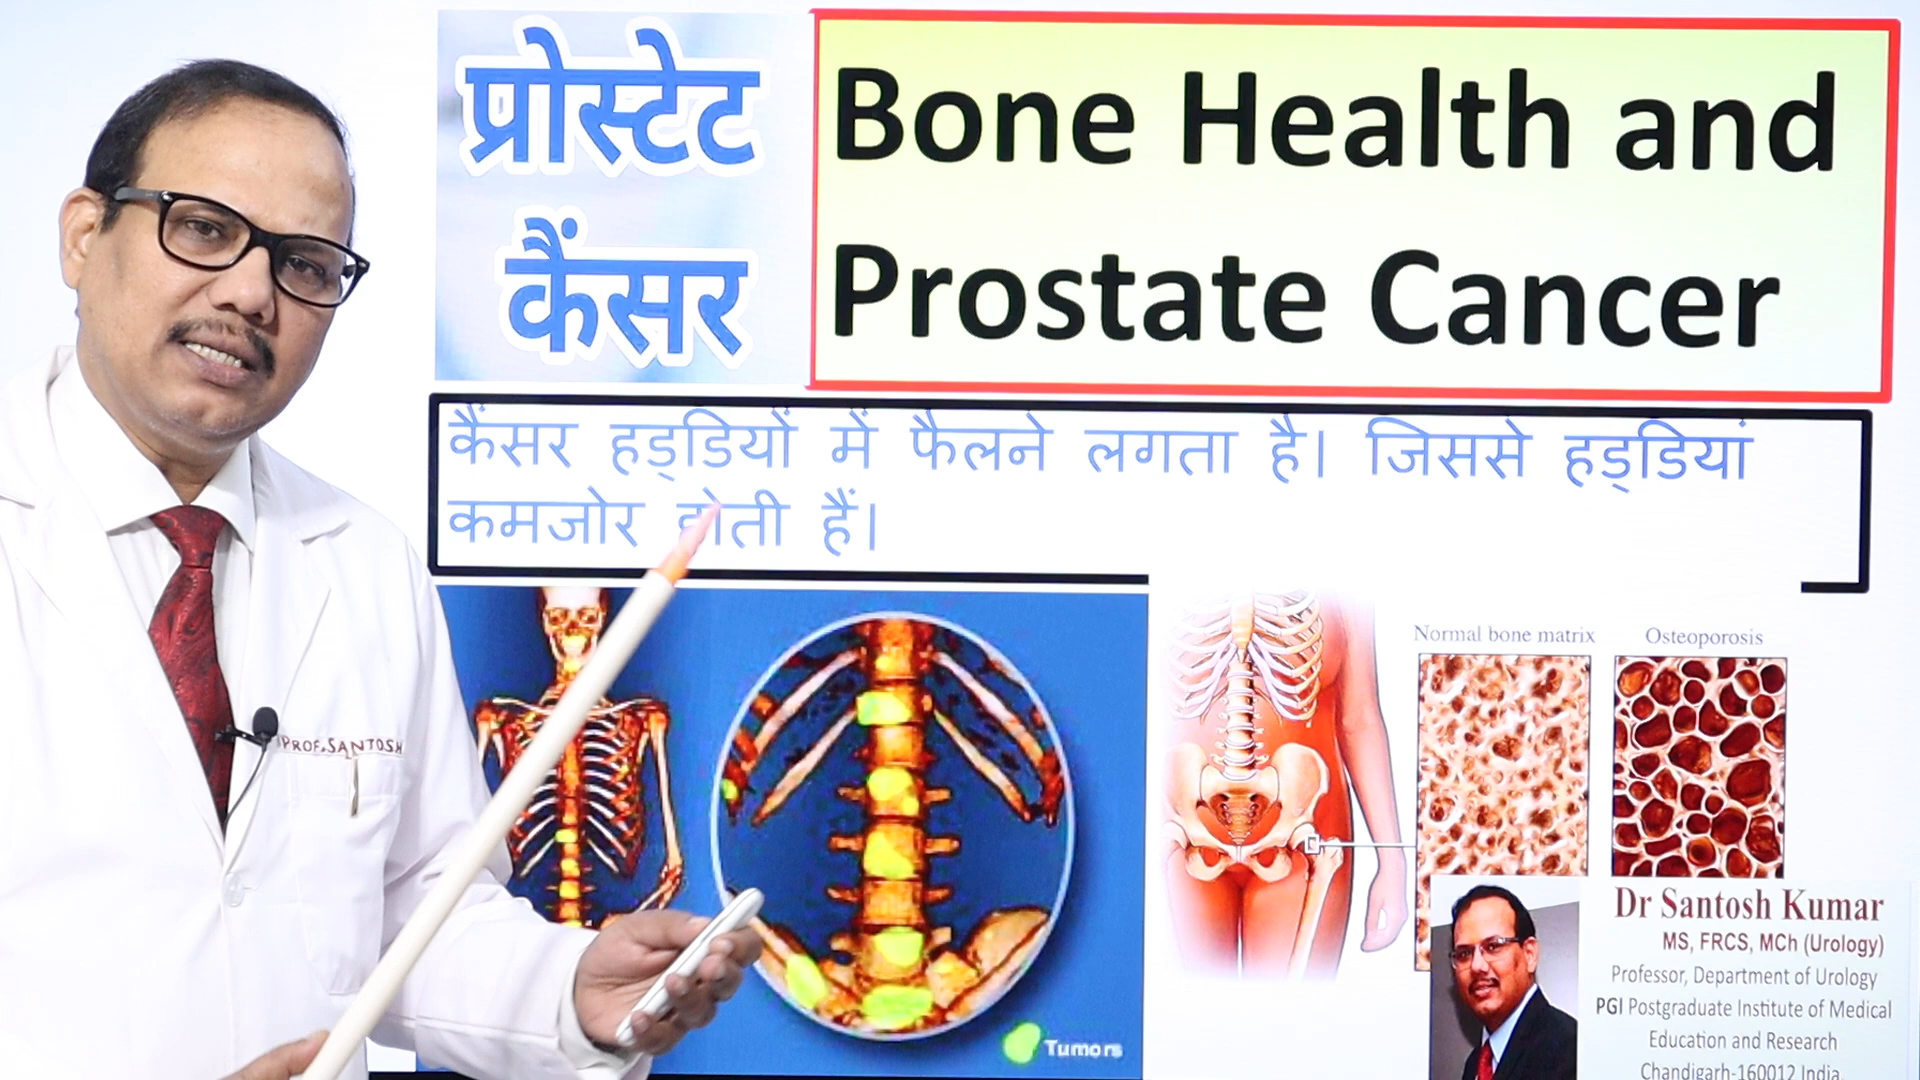 प्रोस्टेट
कैंसर
Bone Health and
Prostate Cancer
कैंसर हड्डियों में फैलने लगता है। जिससे हड्डियां
कमजोर होती हैं।
PROF. SANTOSH
Tumors
Normal bone matrix
Osteoporosis
Dr Santosh Kumar
MS, FRCS, MCh (Urology)
Professor, Department of Urology
PGI Postgraduate Institute of Medical
Education and Research
Chandigarh-160012 India.